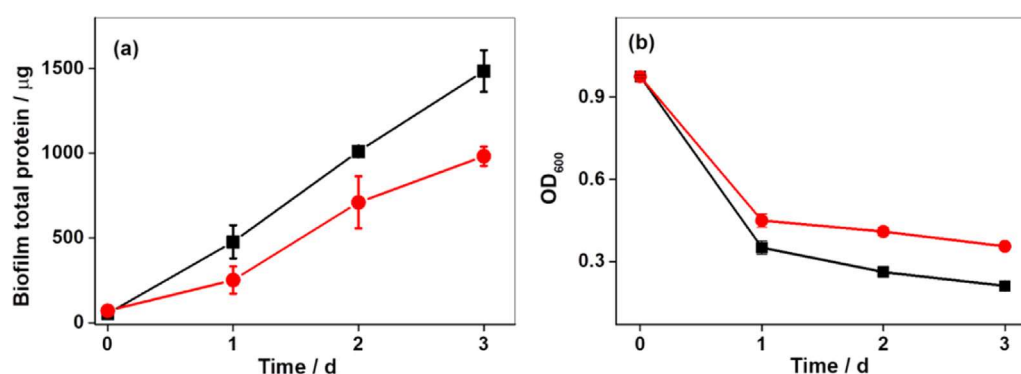 (a)
Biofilm total protein / μg
1500
1000
500
0
0 1 2 3
Time / d
(b)
OD600
0.9
0.6
0.3
0 1 2 3
Time / d